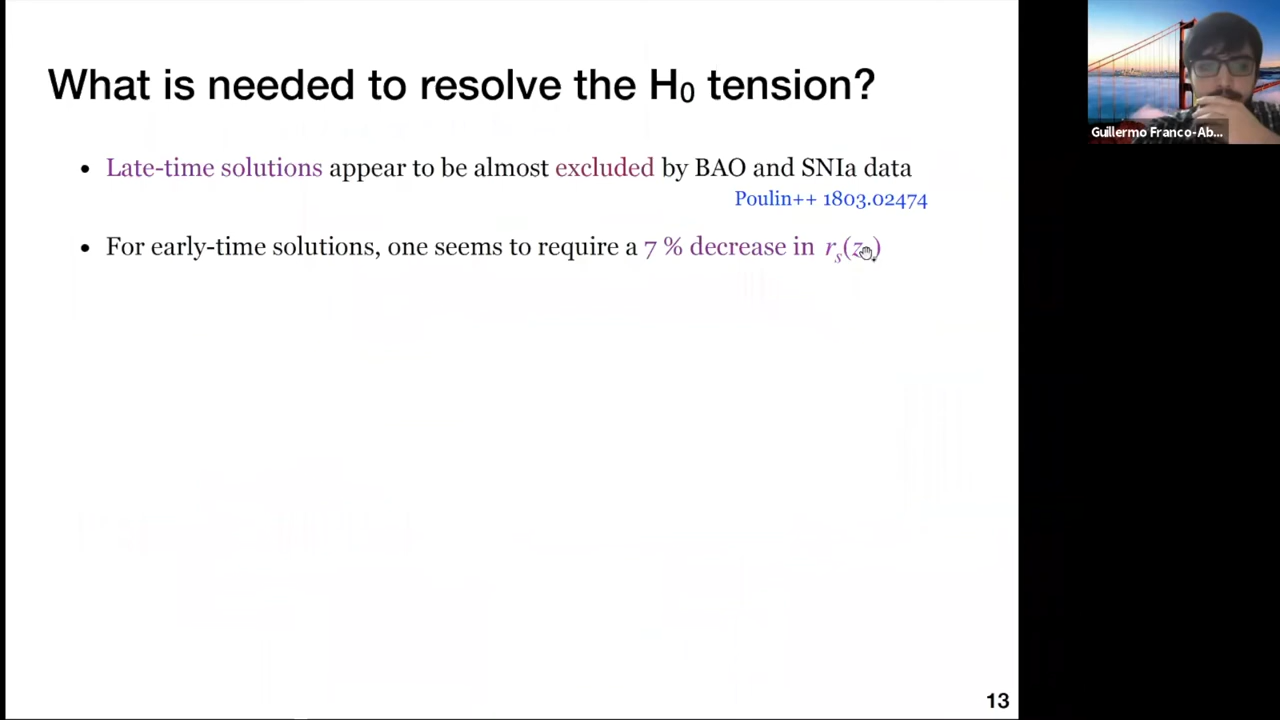 What is needed to resolve the H₀ tension?
Guillermo Franco-Ab...
• Late-time solutions appear to be almost excluded by BAO and SNIa data
Poulin++ 1803.02474
• For early-time solutions, one seems to require a 7 % decrease in rₛ(z)
13